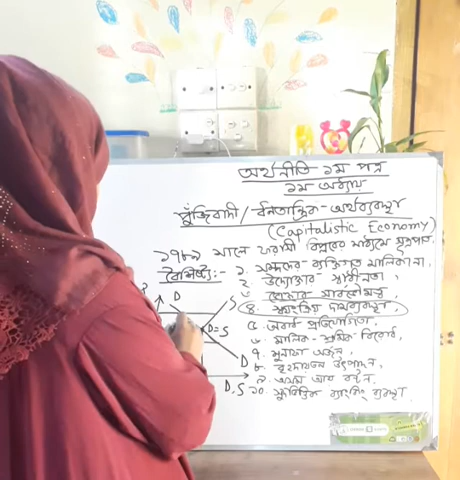 অর্থনীতি ১ম পত্র
১ম অধ্যায়
পুঁজিবাদী / ধনতান্ত্রিক অর্থব্যবস্থা
(Capitalistic Economy)
১৭৮৯ সালে ফরাসী বিপ্লবের মাধ্যমে সূত্রপাত
বৈশিষ্ট্য:- ১. সম্পদের ব্যক্তিগত মালিকানা
২. উদ্যোক্তার স্বাধীনতা,
ভোক্তার সার্বভৌমত্ব
৪. স্বয়ংক্রিয় দামব্যবস্থা,
৫. অবাধ প্রতিযোগিতা,
৬. মালিক-শ্রমিক বিরোধ,
৭. মুনাফা অর্জন,
৮. বৃহদায়তন উৎপাদন,
৯. অসম আয় বন্টন,
১০. ব্যাংকিং ব্যবস্থা
P
D
S
D=S
D
D,S